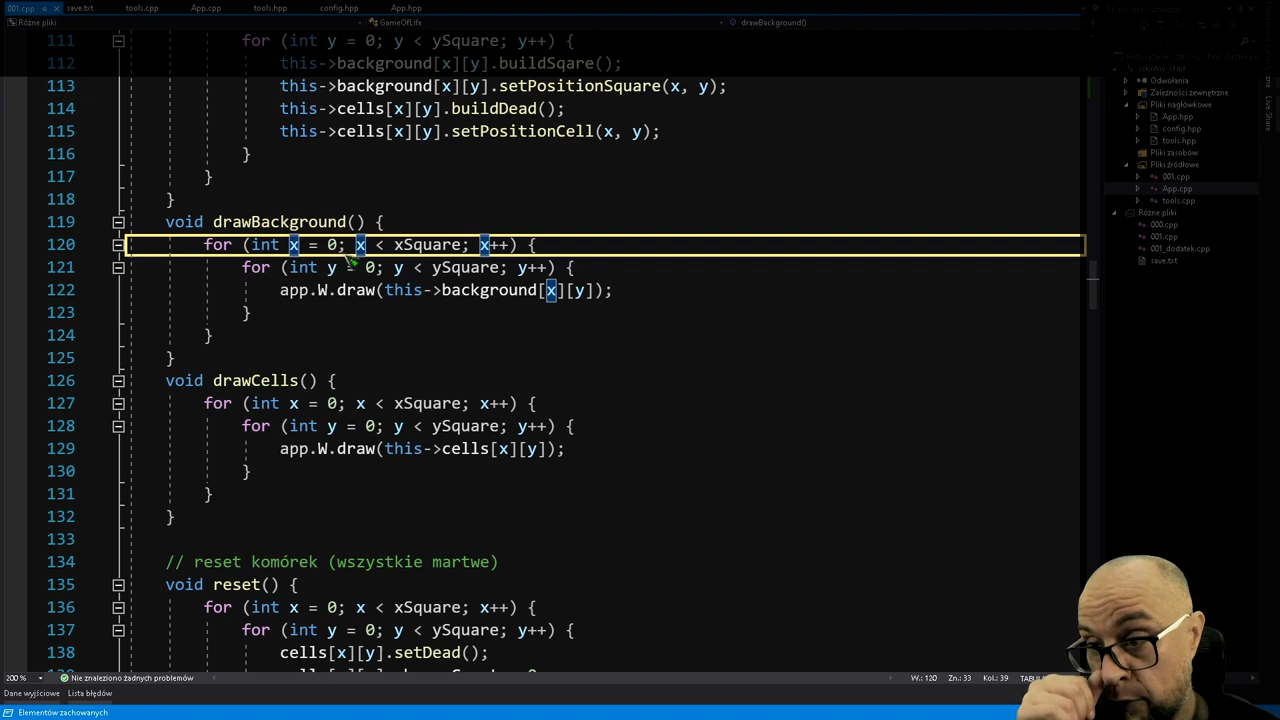 001.cpp save.txt tools.cpp App.cpp tools.hpp config.hpp App.hpp
Różne pliki GameOfLife drawBackground()
111 for (int y = 0; y < ySquare; y++) {
112 this->background[x][y].buildSqare();
113 this->background[x][y].setPositionSquare(x, y);
114 this->cells[x][y].buildDead();
115 this->cells[x][y].setPositionCell(x, y);
116 }
117 }
118 }
119 void drawBackground() {
120 for (int x = 0; x < xSquare; x++) {
121 for (int y = 0; y < ySquare; y++) {
122 app.W.draw(this->background[x][y]);
123 }
124 }
125 }
126 void drawCells() {
127 for (int x = 0; x < xSquare; x++) {
128 for (int y = 0; y < ySquare; y++) {
129 app.W.draw(this->cells[x][y]);
130 }
131 }
132 }
133
134 // reset komórek (wszystkie martwe)
135 void reset() {
136 for (int x = 0; x < xSquare; x++) {
137 for (int y = 0; y < ySquare; y++) {
138 cells[x][y].setDead();
200 % Nie znaleziono żadnych problemów W.: 120 Zn.: 33 Kol.: 39
Dane wyjściowe Lista błędów
Elementów zachowanych
Odwołania
Zależności zewnętrzne
Pliki nagłówkowe
App.hpp
config.hpp
tools.hpp
Pliki zasobów
Pliki źródłowe
001.cpp
App.cpp
tools.cpp
Różne pliki
000.cpp
001.cpp
001_dodatek.cpp
save.txt
Live Share